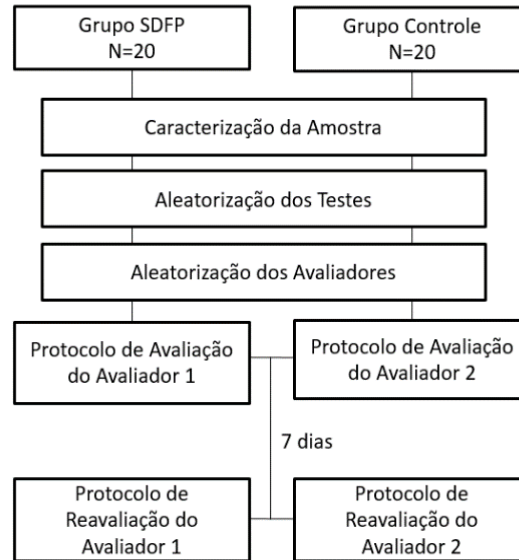 Grupo SDFP
N=20
Grupo Controle
N=20
Caracterização da Amostra
Aleatorização dos Testes
Aleatorização dos Avaliadores
Protocolo de Avaliação
do Avaliador 1
Protocolo de Avaliação
do Avaliador 2
7 dias
Protocolo de
Reavaliação do
Avaliador 1
Protocolo de
Reavaliação do
Avaliador 2